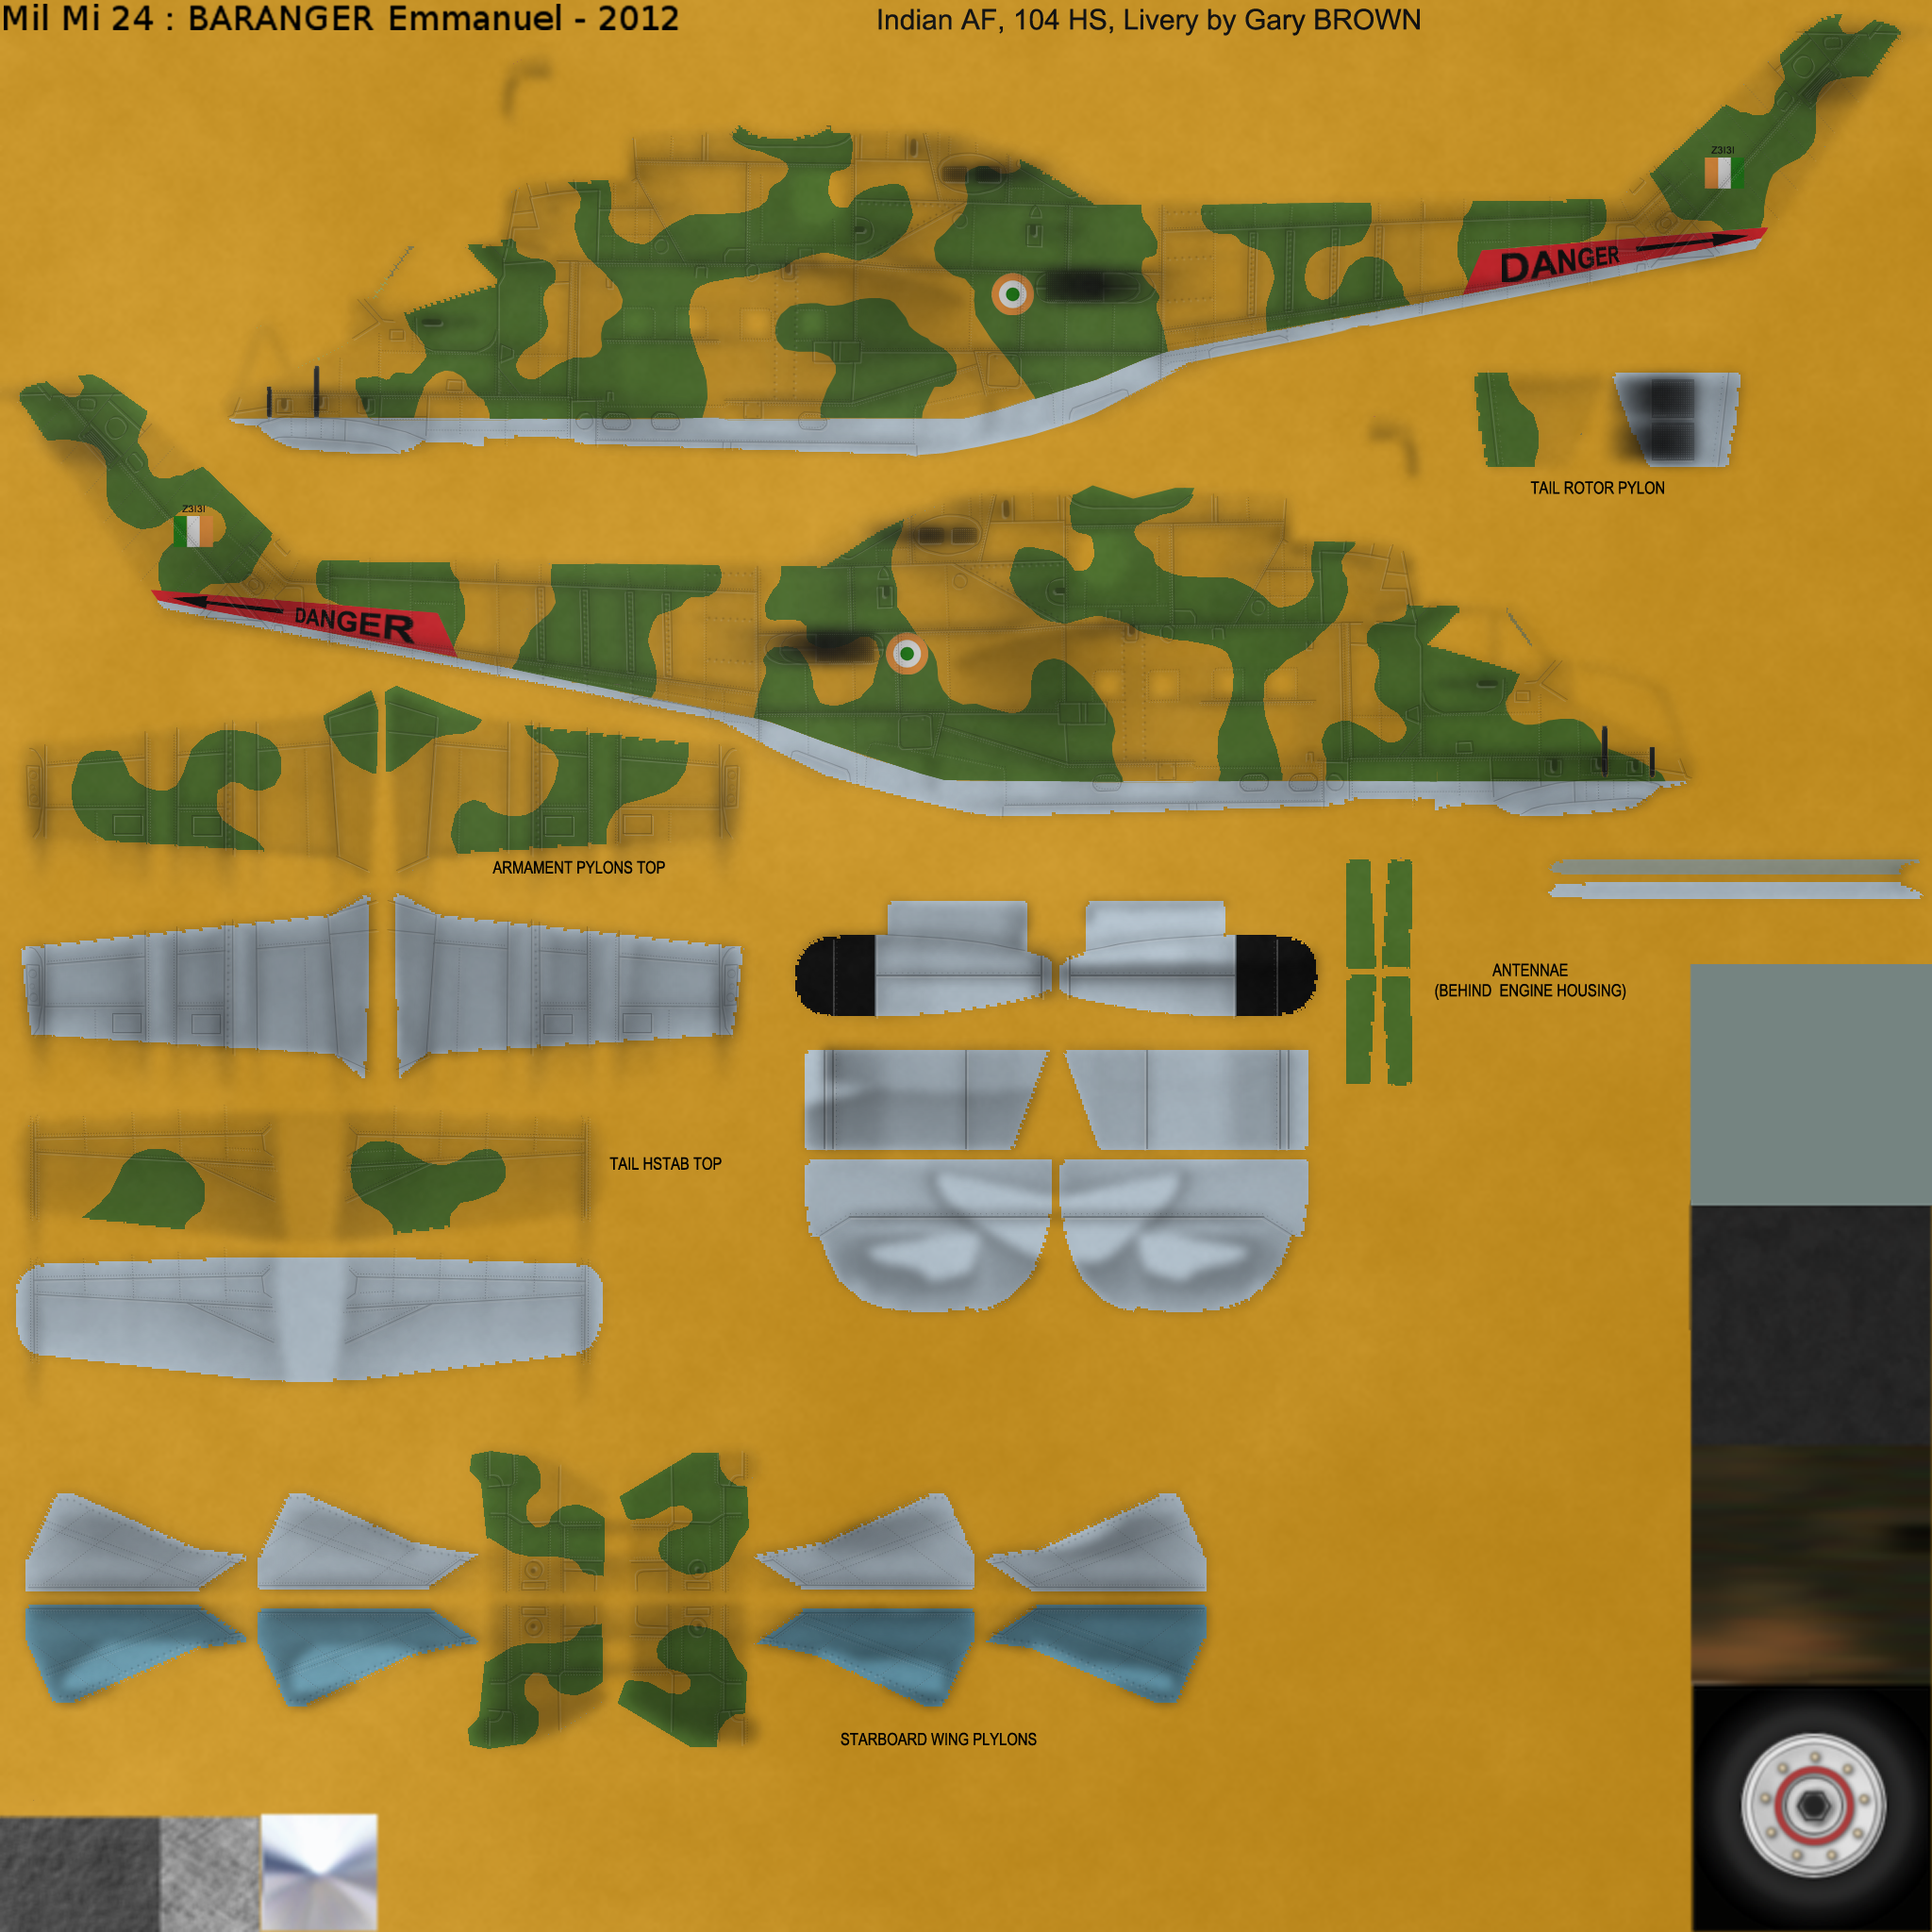 Mil Mi 24 : BARANGER Emmanuel - 2012
Indian AF, 104 HS, Livery by Gary BROWN
Z3131
DANGER
TAIL ROTOR PYLON
Z3131
DANGER
ARMAMENT PYLONS TOP
ANTENNAE
(BEHIND ENGINE HOUSING)
TAIL HSTAB TOP
STARBOARD WING PLYLONS